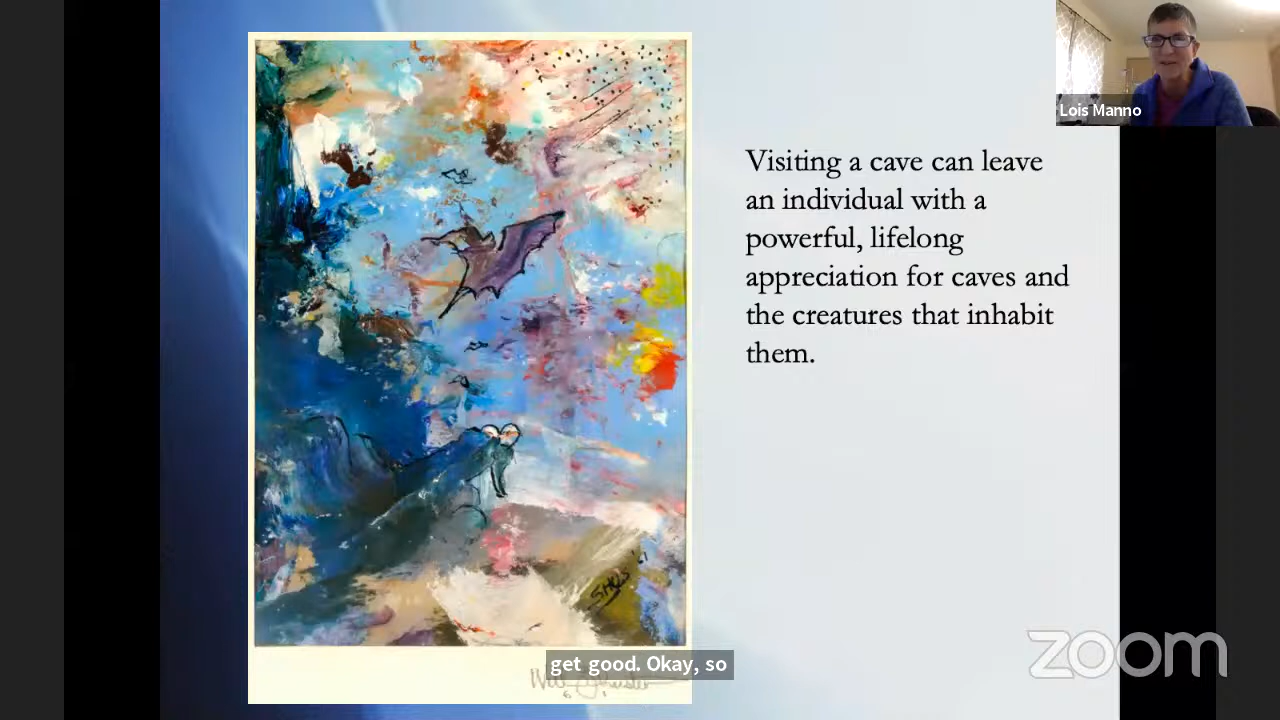 Lois Manno
Visiting a cave can leave
an individual with a
powerful, lifelong
appreciation for caves and
the creatures that inhabit
them.
get good. Okay, so
zoom